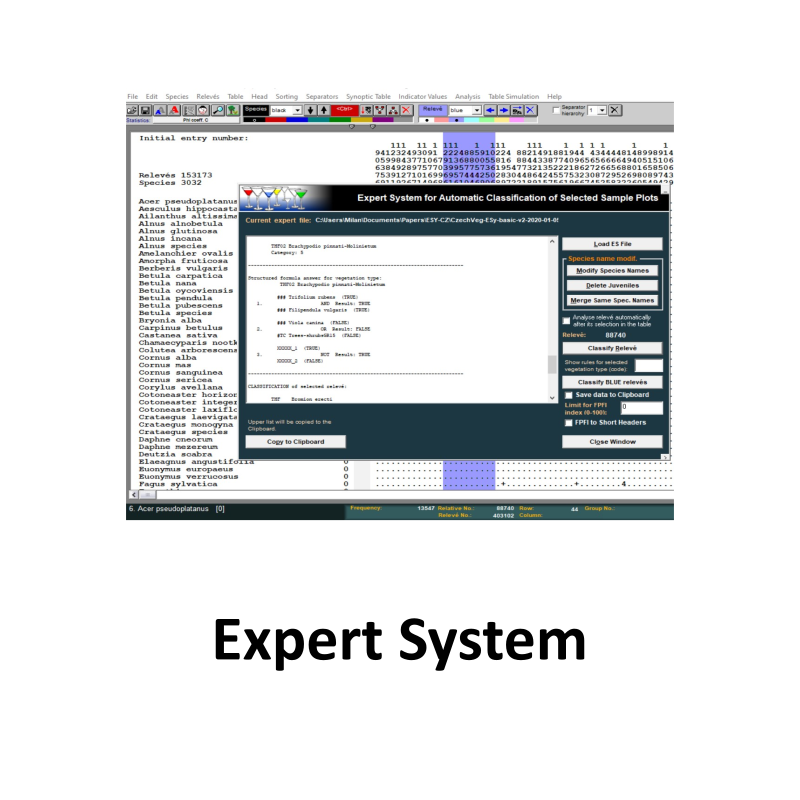 File Edit Species Relevés Table Head Sorting Separators Synoptic Table Indicator Values Analysis Table Simulation Help
Species black <Ctrl> Relevé blue Separator hierarchy 1
Statistics: Phi coeff. C
Initial entry number:
Relevés 153173
Species 3032
Acer pseudoplatanus
Aesculus hippocasta
Ailanthus altissima
Alnus alnobetula
Alnus glutinosa
Alnus incana
Alnus species
Amelanchier ovalis
Amorpha fruticosa
Berberis vulgaris
Betula carpatica
Betula nana
Betula oycoviensis
Betula pendula
Betula pubescens
Betula species
Bryonia alba
Carpinus betulus
Castanea sativa
Chamaecyparis nootk
Colutea arborescens
Cornus alba
Cornus mas
Cornus sanguinea
Cornus sericea
Corylus avellana
Cotoneaster horizon
Cotoneaster integer
Cotoneaster laxiflo
Crataegus laevigata
Crataegus monogyna
Crataegus species
Daphne cneorum
Daphne mezereum
Deutzia scabra
Elaeagnus angustifolia 0
Euonymus europaeus 0
Euonymus verrucosus 0
Fagus sylvatica 0
Expert System for Automatic Classification of Selected Sample Plots
Current expert file: C:\Users\Milan\Documents\Papers\ESY-CZ\CzechVeg-ESy-basic-v2-2020-01-0
THF02 Brachypodio pinnati-Molinietum
Category: 5
Structured formula answer for vegetation type:
THF02 Brachypodio pinnati-Molinietum
### Trifolium rubens (TRUE)
1. AND Result: TRUE
### Filipendula vulgaris (TRUE)
### Viola canina (FALSE)
2. OR Result: FALSE
#TC Trees-shrubsGR15 (FALSE)
XXXXX_1 (TRUE)
3. NOT Result: TRUE
XXXXX_2 (FALSE)
CLASSIFICATION of selected relevé:
THF Bromion erecti
Upper list will be copied to the
Clipboard.
Copy to Clipboard
Load ES File
Species name modif.
Modify Species Names
Delete Juveniles
Merge Same Spec. Names
Analyse relevé automatically
after its selection in the table
Relevé: 88740
Classify Relevé
Show rules for selected
vegetation type (code):
Classify BLUE relevés
Save data to Clipboard
Limit for FPFI
index (0-100): 0
FPFI to Short Headers
Close Window
6. Acer pseudoplatanus [0] Frequency: 13547 Relative No.: 88740 Row: 44 Group No.:
Relevé No.: 403102 Column:
Expert System